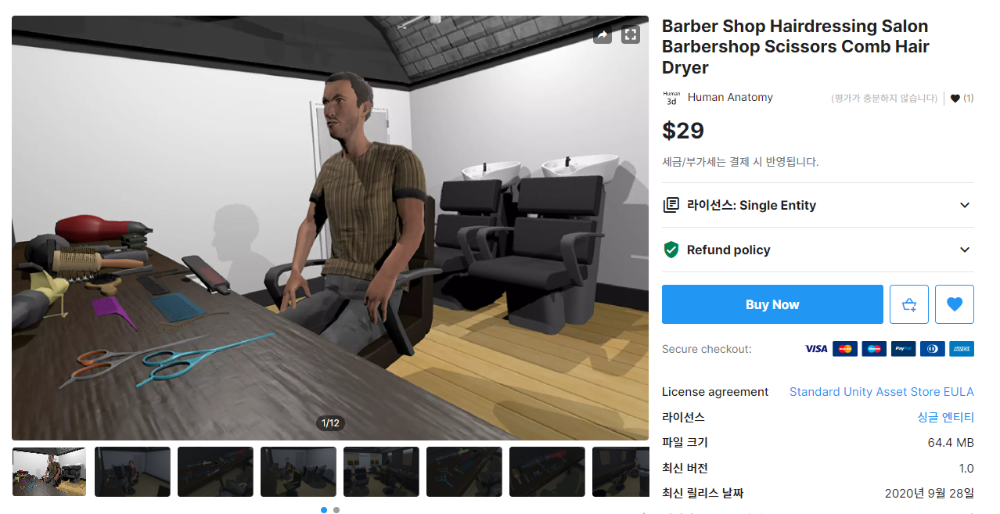 Barber Shop Hairdressing Salon
Barbershop Scissors Comb Hair
Dryer
Human
3d
Human Anatomy
(평가가 충분하지 않습니다)
(1)
$29
세금/부가세는 결제 시 반영됩니다.
라이선스: Single Entity
Refund policy
Buy Now
Secure checkout:
VISA
PayPal
AMEX
License agreement
Standard Unity Asset Store EULA
라이선스
싱글 엔티티
파일 크기
64.4 MB
최신 버전
1.0
최신 릴리스 날짜
2020년 9월 28일
1/12